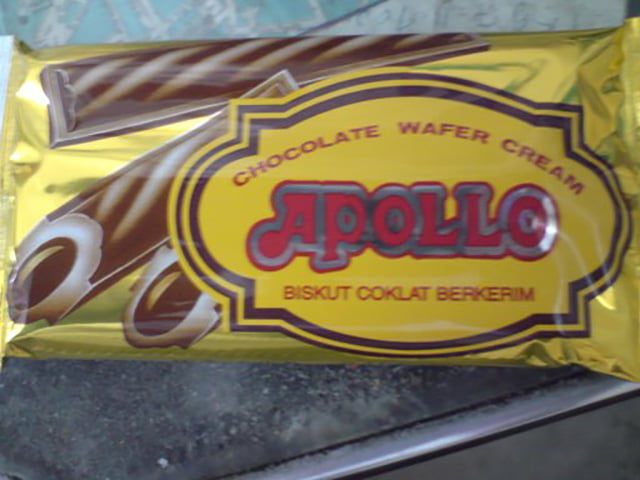 CHOCOLATE WAFER CREAM
APOLLO
BISKUT COKLAT BERKERIM